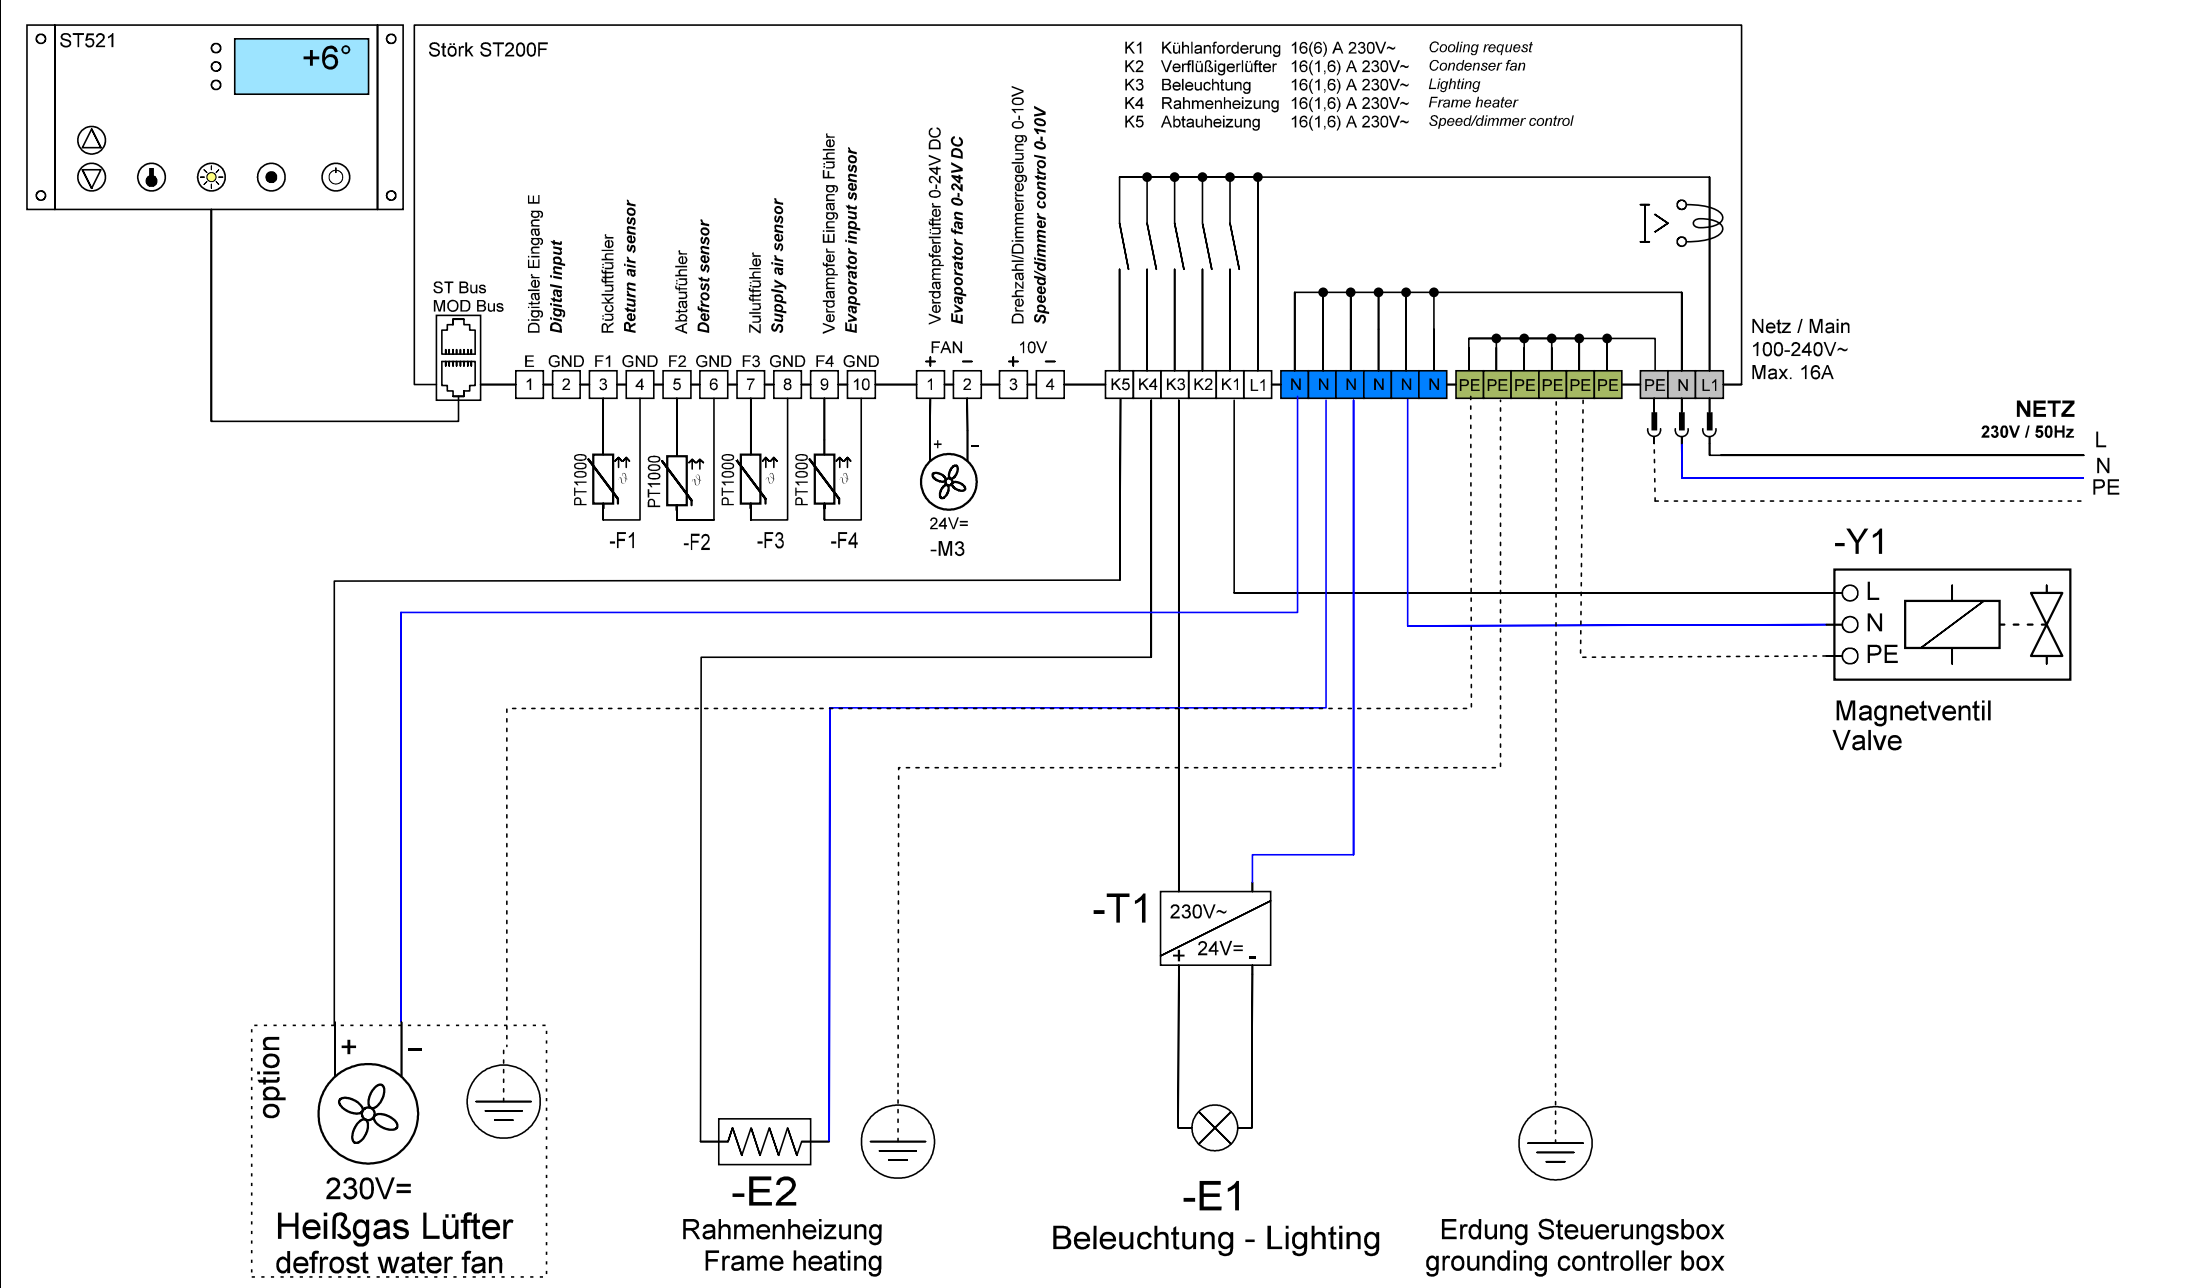 ST521
+6°
Störk ST200F
K1 Kühlanforderung 16(6) A 230V~ Cooling request
K2 Verflüßigerlüfter 16(1,6) A 230V~ Condenser fan
K3 Beleuchtung 16(1,6) A 230V~ Lighting
K4 Rahmenheizung 16(1,6) A 230V~ Frame heater
K5 Abtauheizung 16(1,6) A 230V~ Speed/dimmer control
ST Bus
MOD Bus
Digitaler Eingang E
Digital input
Rückluftfühler
Return air sensor
Abtaufühler
Defrost sensor
Zuluftfühler
Supply air sensor
Verdampfer Eingang Fühler
Evaporator input sensor
Verdampferlüfter 0-24V DC
Evaporator fan 0-24V DC
Drehzahl/Dimmerregelung 0-10V
Speed/dimmer control 0-10V
E GND F1 GND F2 GND F3 GND F4 GND
FAN
+ −
10V
+ −
1 2 3 4 5 6 7 8 9 10 1 2 3 4 K5 K4 K3 K2 K1 L1 N N N N N N PE PE PE PE PE PE PE N L1
Netz / Main
100-240V~
Max. 16A
NETZ
230V / 50Hz
L
N
PE
PT1000
ϑ
-F1
PT1000
ϑ
-F2
PT1000
ϑ
-F3
PT1000
ϑ
-F4
+ −
24V=
-M3
-Y1
L
N
PE
Magnetventil
Valve
-T1
230V~
24V=
+ -
option
+ −
230V=
Heißgas Lüfter
defrost water fan
-E2
Rahmenheizung
Frame heating
-E1
Beleuchtung - Lighting
Erdung Steuerungsbox
grounding controller box